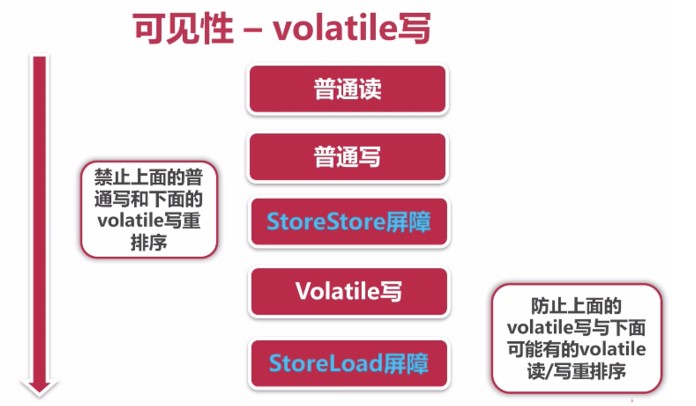 可见性 – volatile写
普通读
普通写
禁止上面的普
通写和下面的
volatile写重
排序
StoreStore屏障
Volatile写
防止上面的
volatile写与下面
可能有的volatile
读/写重排序
StoreLoad屏障